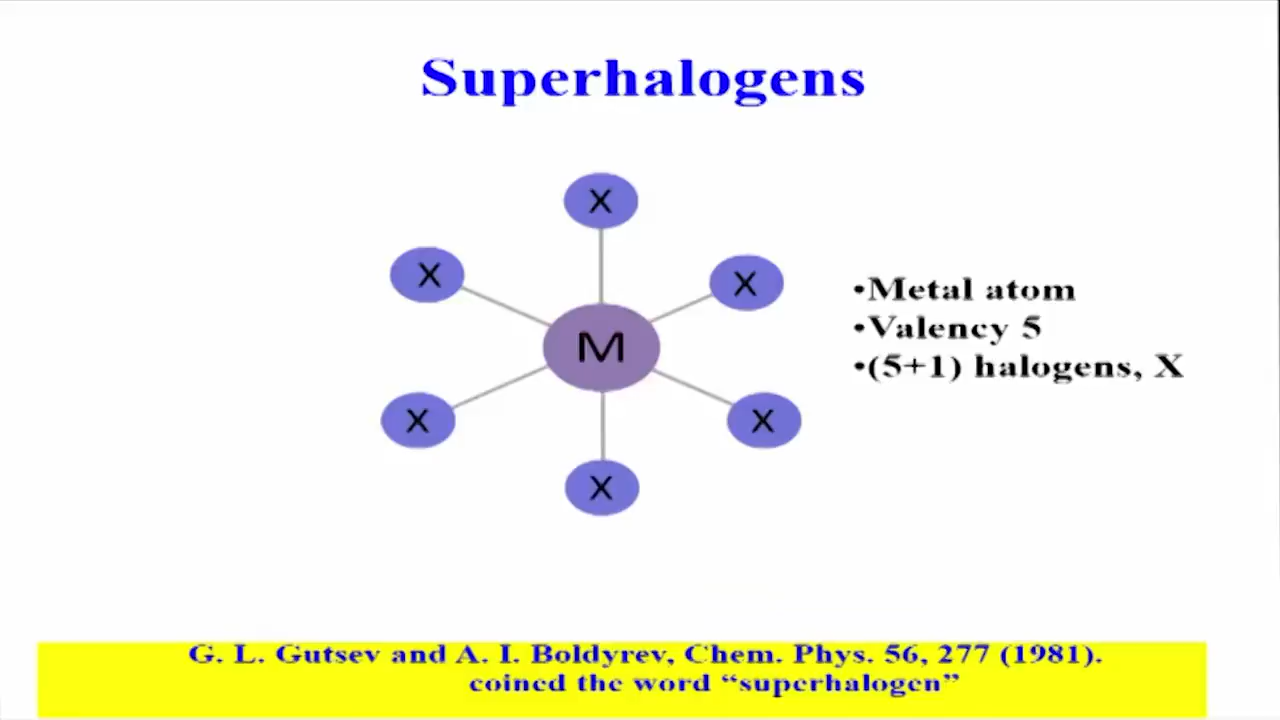 Superhalogens
X
X
X
M
X
X
X
•Metal atom
•Valency 5
•(5+1) halogens, X
G. L. Gutsev and A. I. Boldyrev, Chem. Phys. 56, 277 (1981).
coined the word “superhalogen”